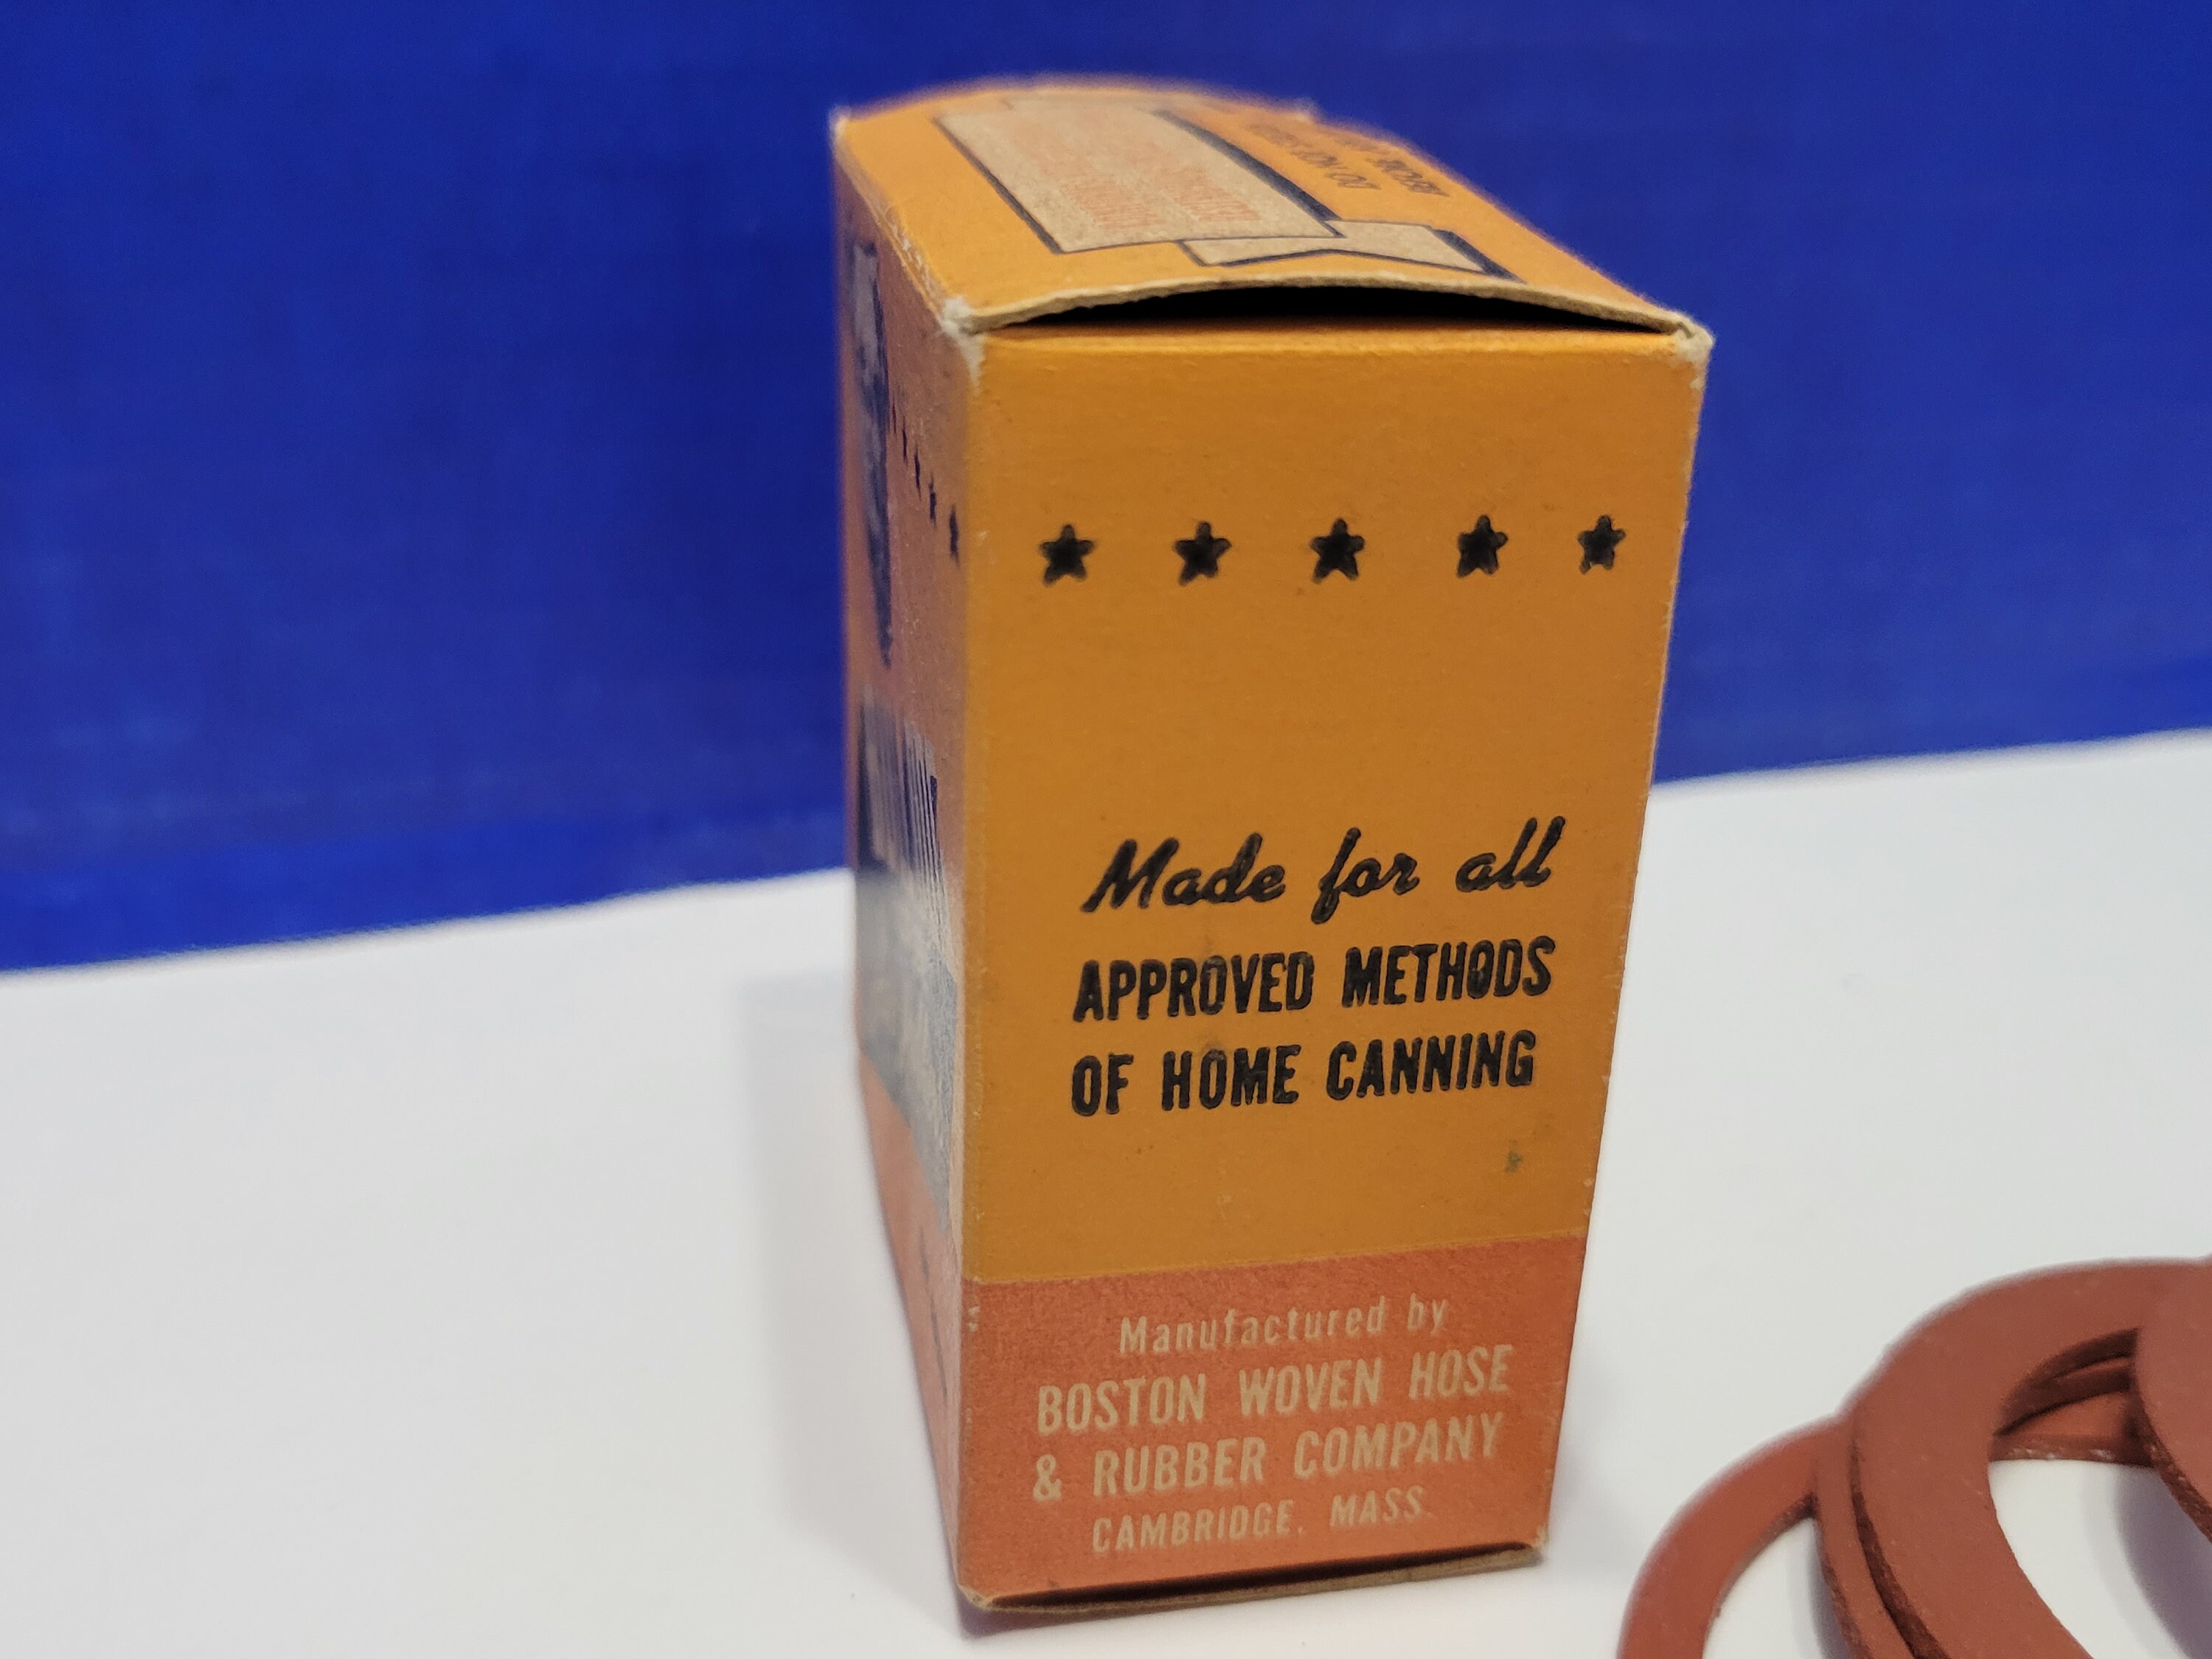 Made for all
APPROVED METHODS
OF HOME CANNING
Manufactured by
BOSTON WOVEN HOSE
& RUBBER COMPANY
CAMBRIDGE, MASS.